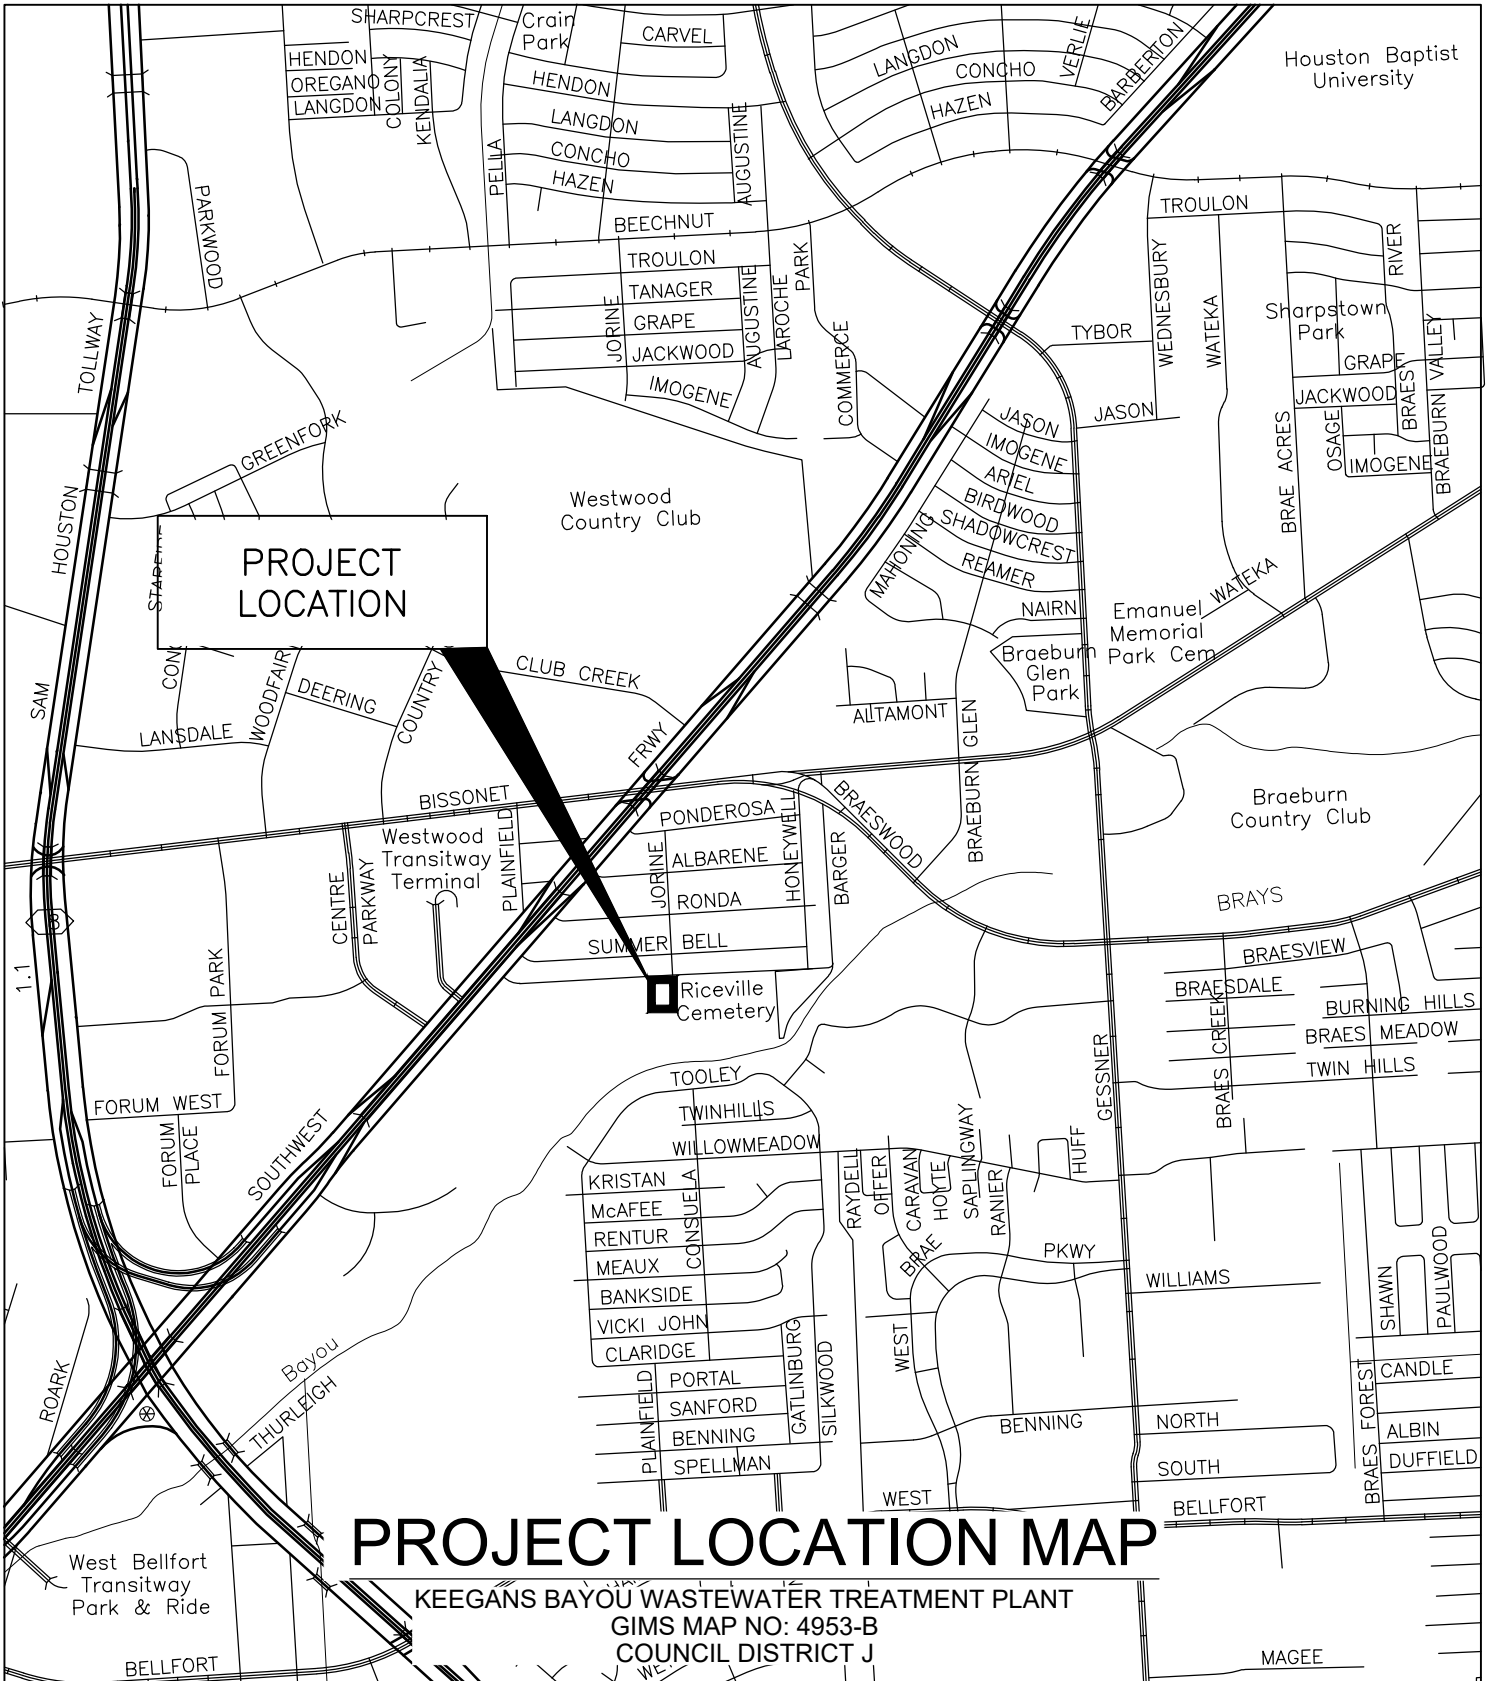 SHARPCREST
Crain
Park
CARVEL
HENDON
OREGANO
LANGDON
COLONY
KENDALIA
HENDON
LANGDON
CONCHO
HAZEN
PELLA
AUGUSTINE
BEECHNUT
LANGDON
CONCHO
HAZEN
VERLIE
BARBERTON
Houston Baptist
University
PARKWOOD
TROULON
TANAGER
GRAPE
JACKWOOD
IMOGENE
JORINE
AUGUSTINE
LAROCHE
PARK
COMMERCE
TROULON
WEDNESBURY
WATEKA
RIVER
Sharpstown
Park
TYBOR
JASON
GRAPE
JACKWOOD
IMOGENE
OSAGE
BRAES
BRAEBURN VALLEY
BRAE ACRES
TOLLWAY
HOUSTON
SAM
GREENFORK
Westwood
Country Club
JASON
IMOGENE
ARIEL
BIRDWOOD
SHADOWCREST
REAMER
MAHONING
NAIRN
WATEKA
Emanuel
Memorial
Park Cem
Braeburn
Glen
Park
PROJECT
LOCATION
WOODFAIR
DEERING
COUNTRY
CLUB CREEK
LANSDALE
FRWY
ALTAMONT
BRAEBURN GLEN
BISSONET
Westwood
Transitway
Terminal
PLAINFIELD
PONDEROSA
ALBARENE
RONDA
SUMMER BELL
JORINE
HONEYWELL
BARGER
BRAESWOOD
Braeburn
Country Club
CENTRE
PARKWAY
8
1.1
FORUM PARK
Riceville
Cemetery
BRAYS
BRAESVIEW
BRAESDALE
BURNING HILLS
BRAES MEADOW
TWIN HILLS
BRAES CREEK
GESSNER
FORUM WEST
FORUM
PLACE
SOUTHWEST
TOOLEY
TWINHILLS
WILLOWMEADOW
KRISTAN
McAFEE
RENTUR
MEAUX
BANKSIDE
VICKI JOHN
CLARIDGE
CONSUELA
PORTAL
SANFORD
BENNING
SPELLMAN
PLAINFIELD
GATLINBURG
SILKWOOD
RAYDELL
OFFER
CARAVAN
HOYTE
SAPLINGWAY
RANIER
HUFF
BRAE
PKWY
WEST
WILLIAMS
SHAWN
PAULWOOD
CANDLE
ALBIN
DUFFIELD
BRAES FOREST
BENNING
NORTH
SOUTH
WEST
BELLFORT
ROARK
Bayou
THURLEIGH
West Bellfort
Transitway
Park & Ride
BELLFORT
PROJECT LOCATION MAP
KEEGANS BAYOU WASTEWATER TREATMENT PLANT
GIMS MAP NO: 4953-B
COUNCIL DISTRICT J
MAGEE